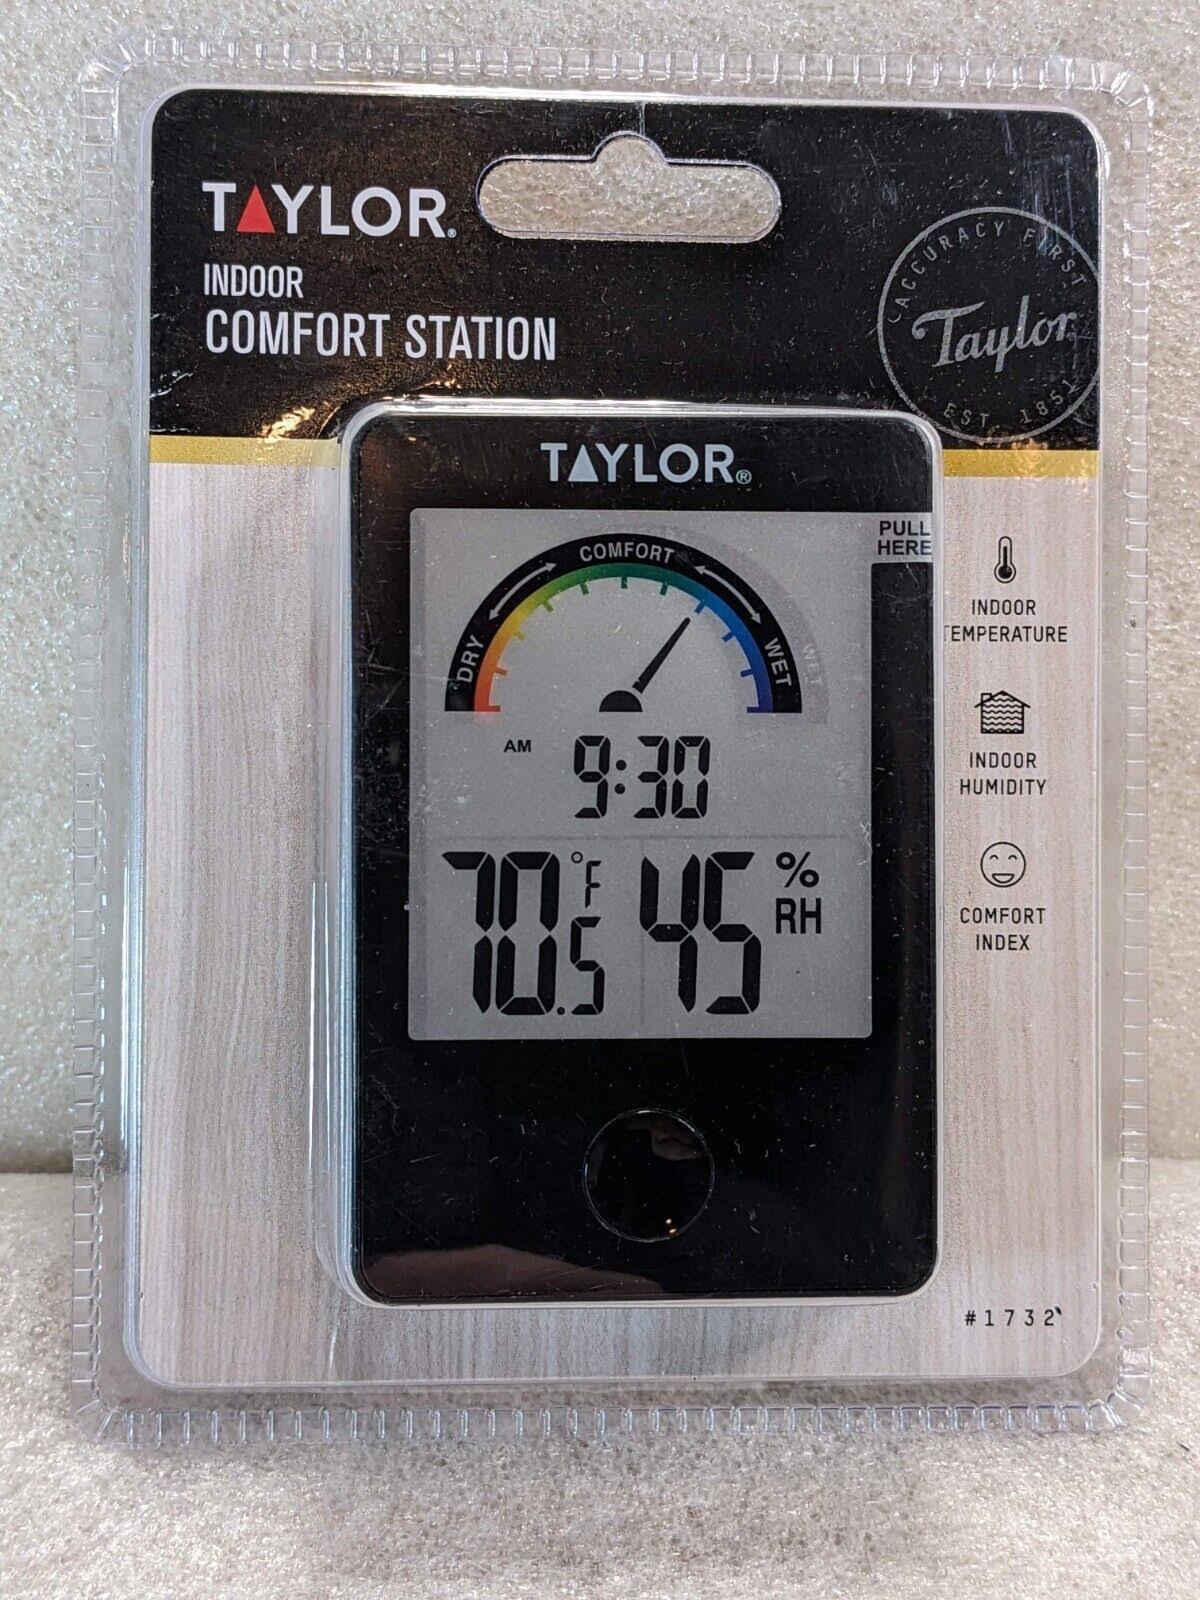 TAYLOR®
INDOOR
COMFORT STATION
ACCURACY FIRST
Taylor
EST. 1851
TAYLOR®
PULL
HERE
COMFORT
DRY
WET
WET
AM
9:30
70.5 °F
45 % RH
INDOOR
TEMPERATURE
INDOOR
HUMIDITY
COMFORT
INDEX
#1732